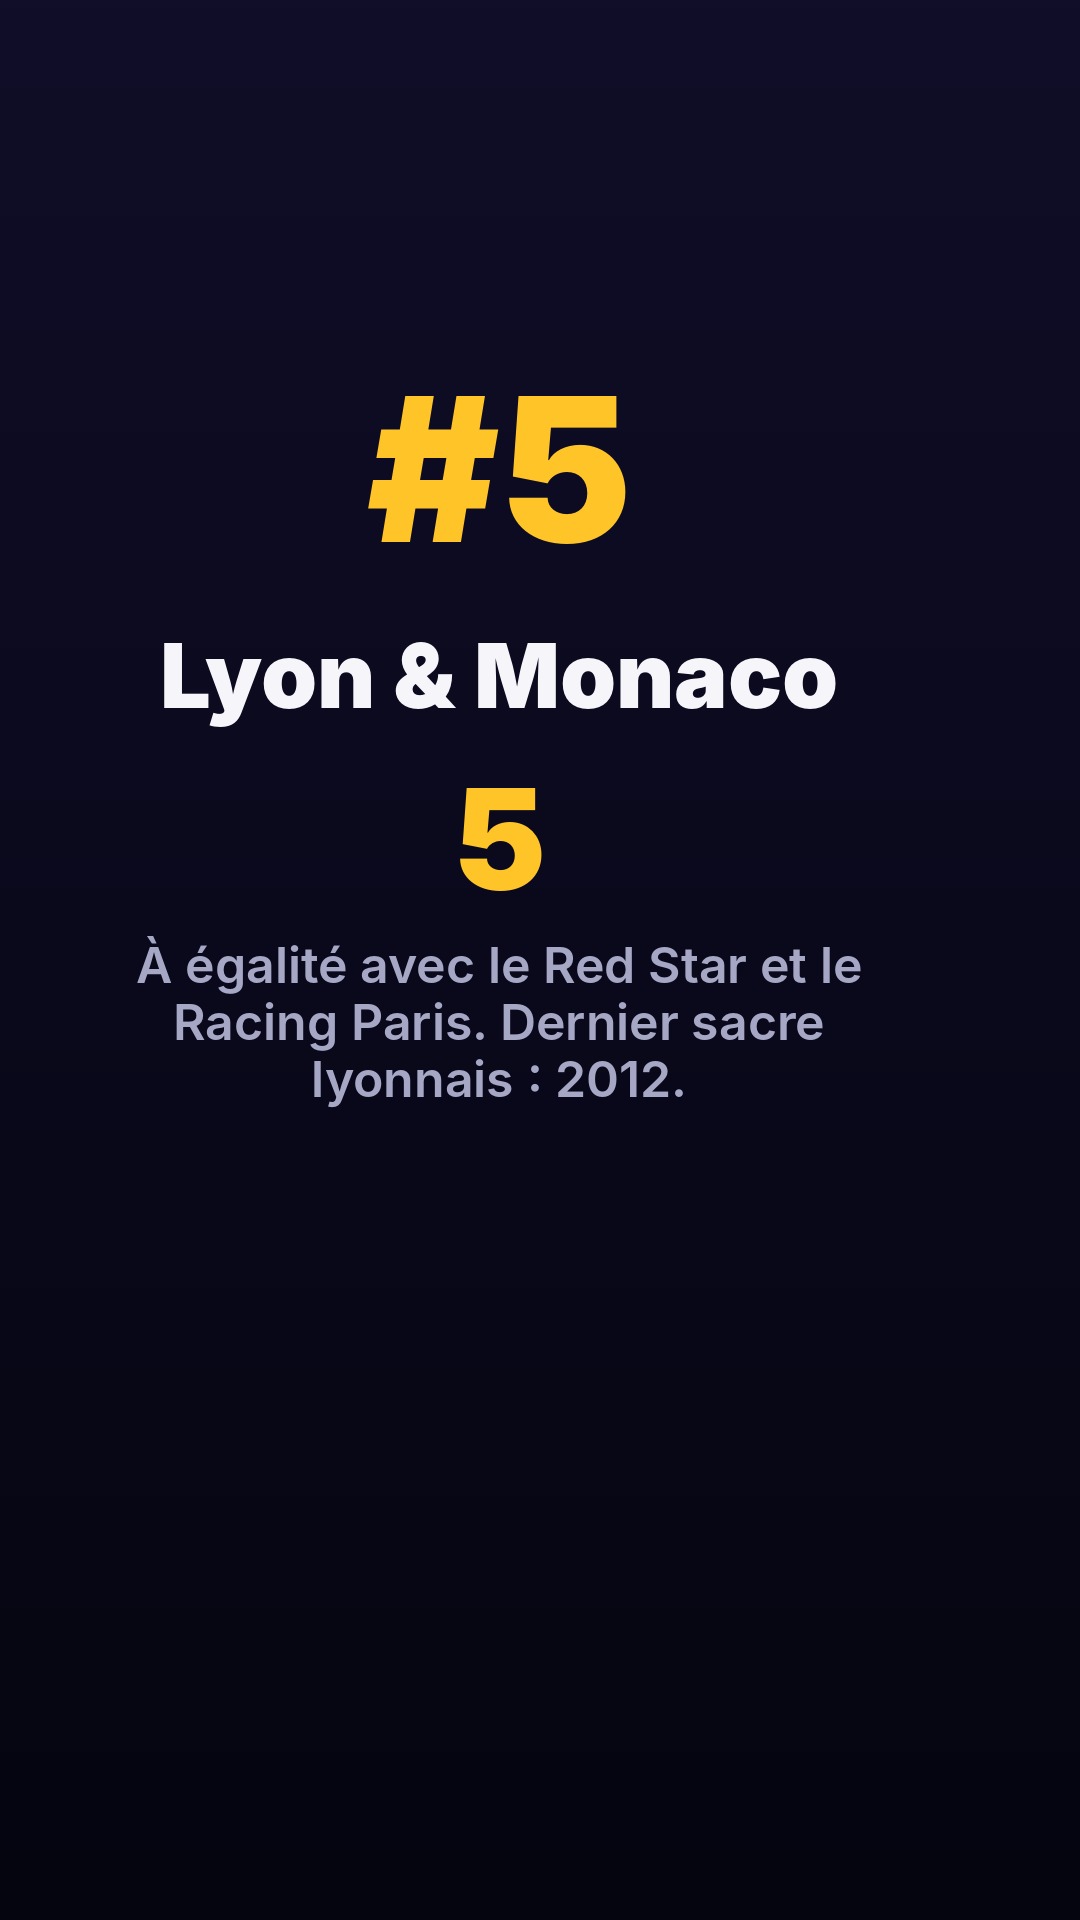 #5
Lyon & Monaco
5
À égalité avec le Red Star et le
Racing Paris. Dernier sacre
lyonnais : 2012.